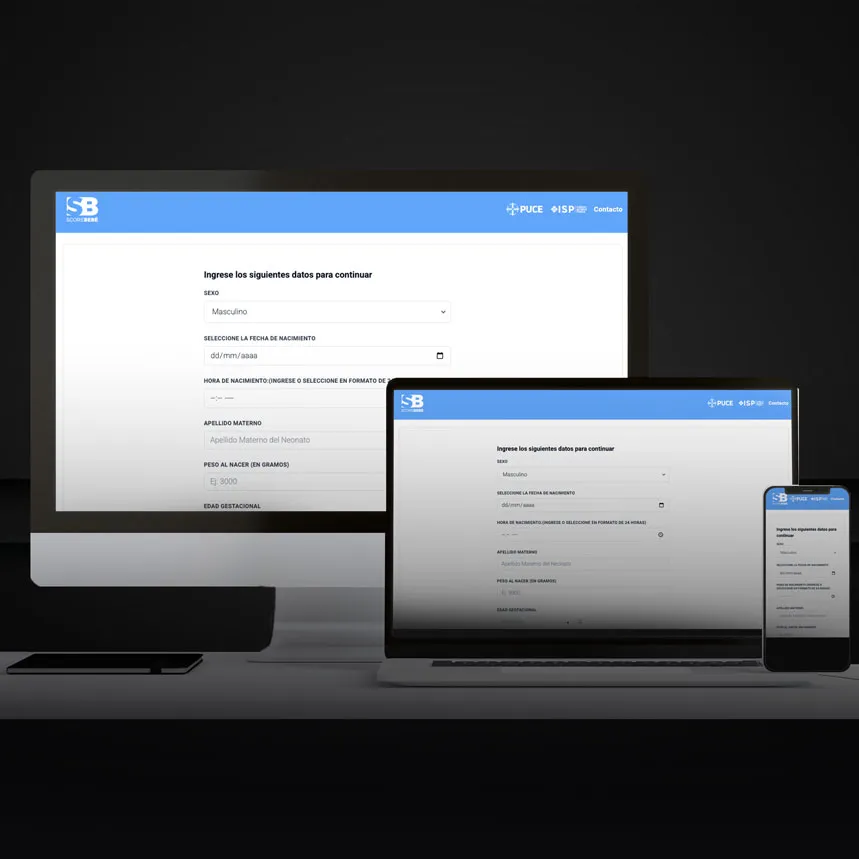 SB
SCOREBEBÉ
PUCE
ISP
Contacto
Ingrese los siguientes datos para continuar
SEXO
Masculino
SELECCIONE LA FECHA DE NACIMIENTO
dd/mm/aaaa
HORA DE NACIMIENTO:(INGRESE O SELECCIONE EN FORMATO DE 2
--:-- ----
APELLIDO MATERNO
Apellido Materno del Neonato
PESO AL NACER (EN GRAMOS)
Ej: 3000
EDAD GESTACIONAL
SB
SCOREBEBÉ
PUCE
ISP
Contacto
Ingrese los siguientes datos para continuar
SEXO
Masculino
SELECCIONE LA FECHA DE NACIMIENTO
dd/mm/aaaa
HORA DE NACIMIENTO:(INGRESE O SELECCIONE EN FORMATO DE 24 HORAS)
--:-- ----
APELLIDO MATERNO
Apellido Materno del Neonato
PESO AL NACER (EN GRAMOS)
Ej: 3000
EDAD GESTACIONAL
SB
PUCE
ISP
Contacto
Ingrese los siguientes datos para
continuar
SEXO
Masculino
SELECCIONE LA FECHA DE NACIMIENTO
dd/mm/aaaa
HORA DE NACIMIENTO:(INGRESE O
SELECCIONE EN FORMATO DE 24 HORAS)
APELLIDO MATERNO
Apellido Materno del Neonato
PESO AL NACER (EN GRAMOS)